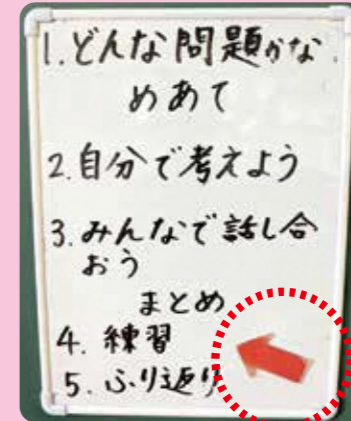 1.どんな問題かな
めあて
2.自分で考えよう
3.みんなで話し合
おう
まとめ
4.練習
5.ふり返り